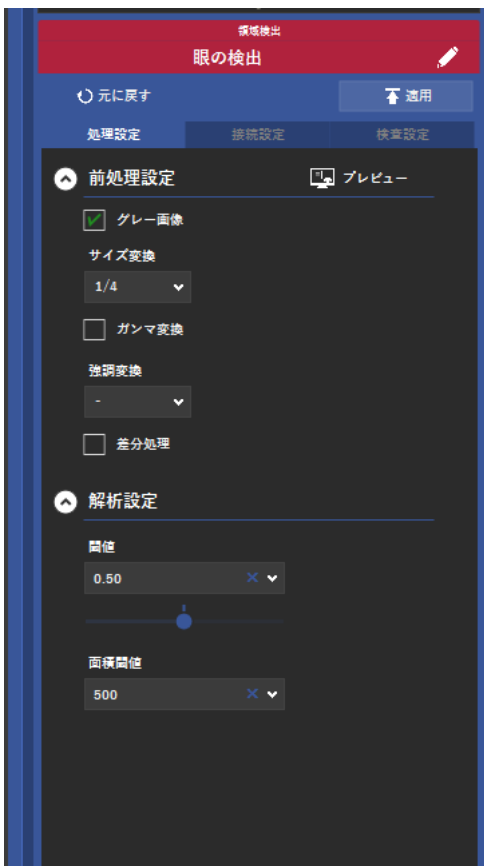 領域検出
眼の検出
元に戻す
適用
処理設定 接続設定 検査設定
前処理設定 プレビュー
グレー画像
サイズ変換
1/4
ガンマ変換
強調変換
-
差分処理
解析設定
閾値
0.50
面積閾値
500